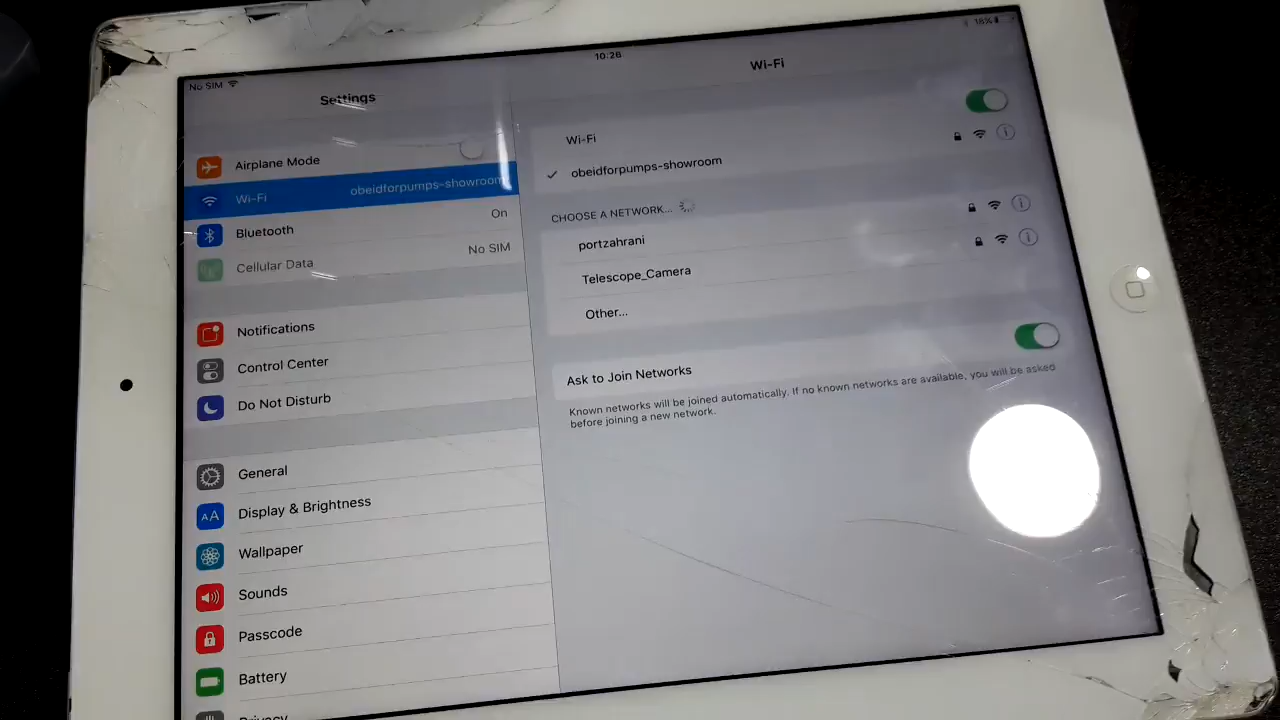 No SIM
10:26
18%
Settings
Wi-Fi
Airplane Mode
Wi-Fi obeidforpumps-showroom
Bluetooth On
Cellular Data No SIM
Notifications
Control Center
Do Not Disturb
General
AA Display & Brightness
Wallpaper
Sounds
Passcode
Battery
Privacy
Wi-Fi
obeidforpumps-showroom
CHOOSE A NETWORK...
portzahrani
Telescope_Camera
Other...
Ask to Join Networks
Known networks will be joined automatically. If no known networks are available, you will be asked
before joining a new network.